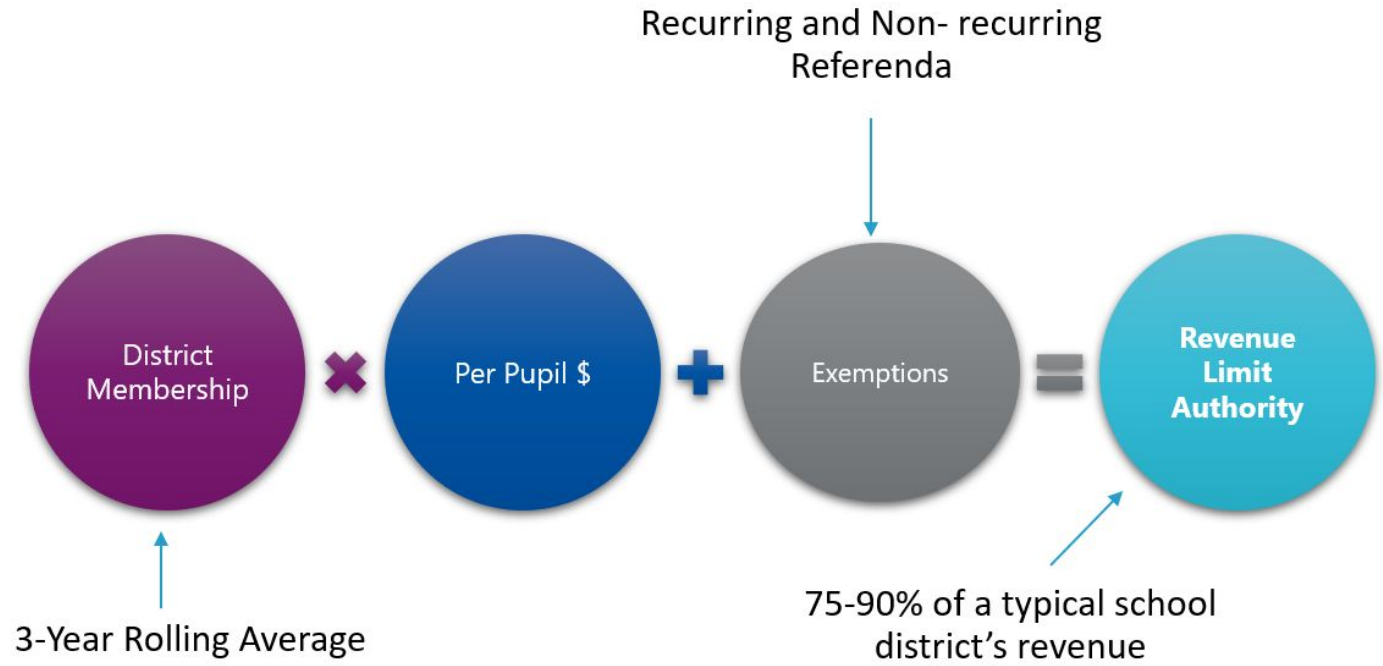 Recurring and Non- recurring
Referenda
District
Membership
Per Pupil $
Exemptions
Revenue
Limit
Authority
3-Year Rolling Average
75-90% of a typical school
district’s revenue